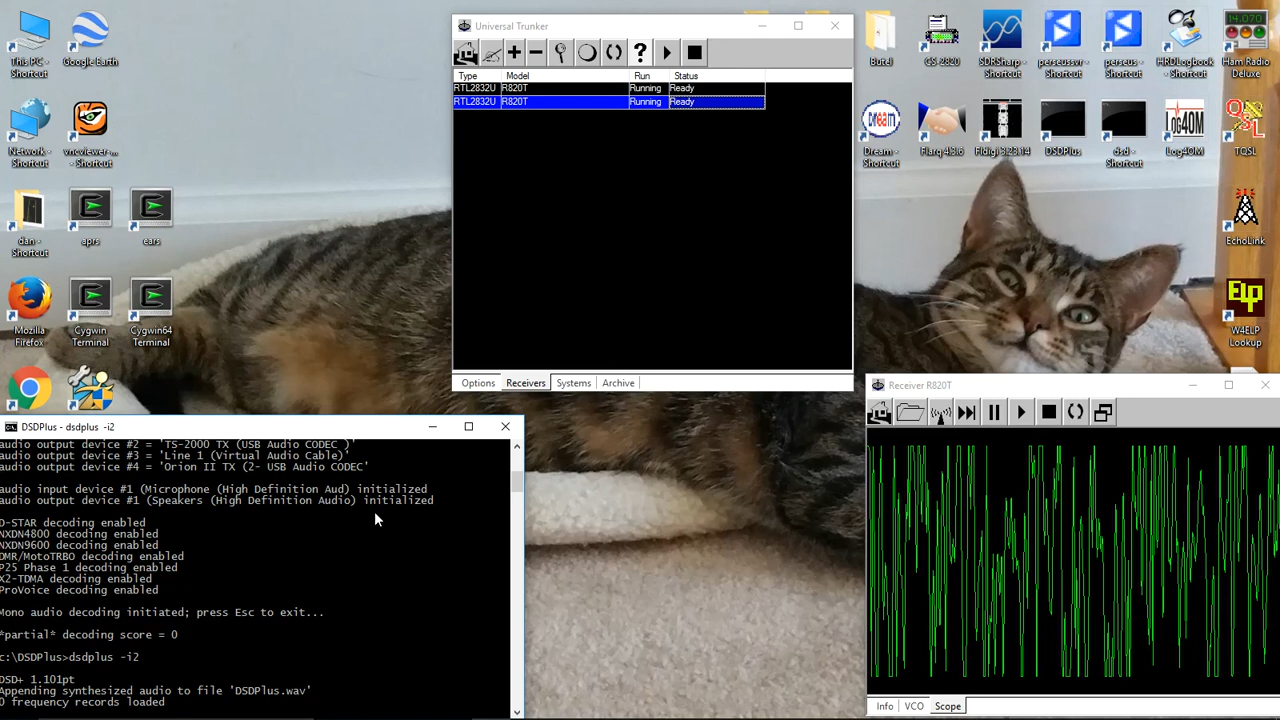 This PC -
Shortcut
Google Earth
Network -
Shortcut
vncviewer-...
- Shortcut
dan -
Shortcut
aprs
ears
Mozilla
Firefox
Cygwin
Terminal
Cygwin64
Terminal
Universal Trunker
Type Model Run Status
RTL2832U R820T Running Ready
RTL2832U R820T Running Ready
Options Receivers Systems Archive
Butel
CS-2820
SDRSharp -
Shortcut
perseussvr -
Shortcut
perseus -
Shortcut
HRDLogbook
- Shortcut
14.070
Ham Radio
Deluxe
Dream
Dream -
Shortcut
Flarq 4.3.6
Fldigi 3.23.14
DSDPlus
dsd -
Shortcut
LOG40M
Log4OM
QSL
TQSL
EchoLink
ELP
W4ELP
Lookup
DSDPlus - dsdplus -i2
audio output device #2 = 'TS-2000 TX (USB Audio CODEC )'
audio output device #3 = 'Line 1 (Virtual Audio Cable)'
audio output device #4 = 'Orion II TX (2- USB Audio CODEC'
audio input device #1 (Microphone (High Definition Aud) initialized
audio output device #1 (Speakers (High Definition Audio) initialized
D-STAR decoding enabled
NXDN4800 decoding enabled
NXDN9600 decoding enabled
DMR/MotoTRBO decoding enabled
P25 Phase 1 decoding enabled
X2-TDMA decoding enabled
ProVoice decoding enabled
Mono audio decoding initiated; press Esc to exit...
*partial* decoding score = 0
c:\DSDPlus>dsdplus -i2
DSD+ 1.101pt
Appending synthesized audio to file 'DSDPlus.wav'
0 frequency records loaded
Receiver R820T
Info VCO Scope